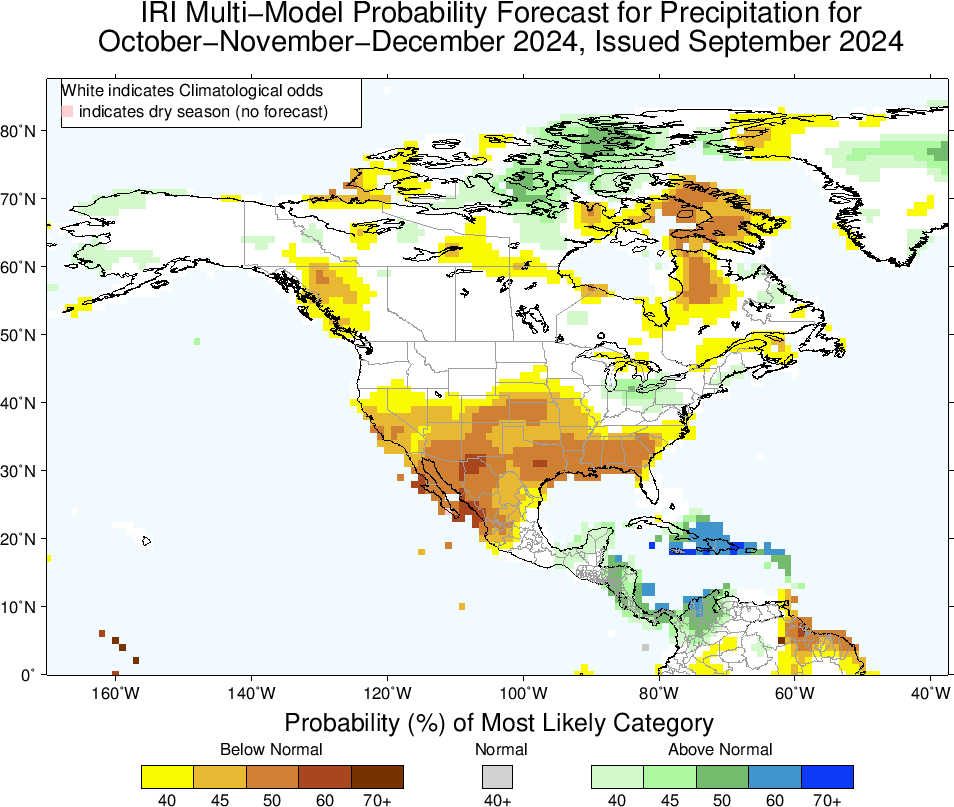 IRI Multi−Model Probability Forecast for Precipitation for
October−November−December 2024, Issued September 2024
White indicates Climatological odds
indicates dry season (no forecast)
80˚N
70˚N
60˚N
50˚N
40˚N
30˚N
20˚N
10˚N
0˚
160˚W 140˚W 120˚W 100˚W 80˚W 60˚W 40˚W
Probability (%) of Most Likely Category
Below Normal Normal Above Normal
40 45 50 60 70+ 40+ 40 45 50 60 70+